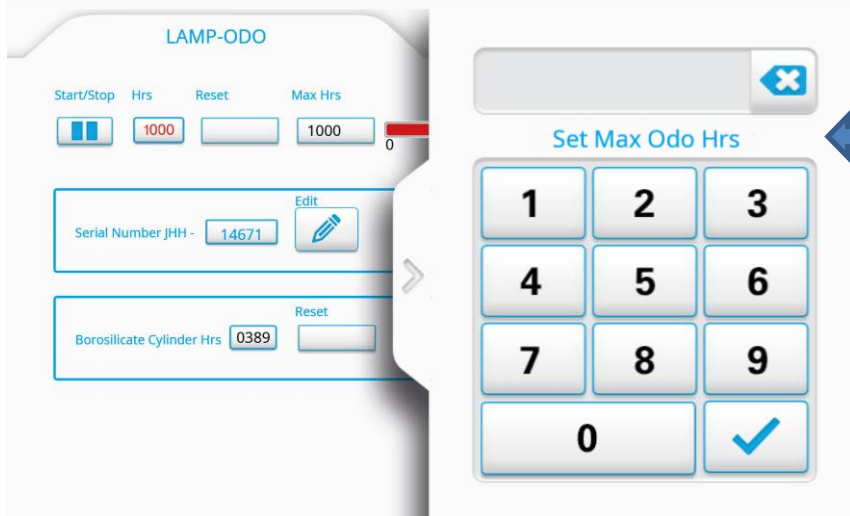 LAMP-ODO
Start/Stop Hrs Reset Max Hrs
1000 1000
0
Edit
Serial Number JHH - 14671
Reset
Borosilicate Cylinder Hrs 0389
Set Max Odo Hrs
1 2 3
4 5 6
7 8 9
0